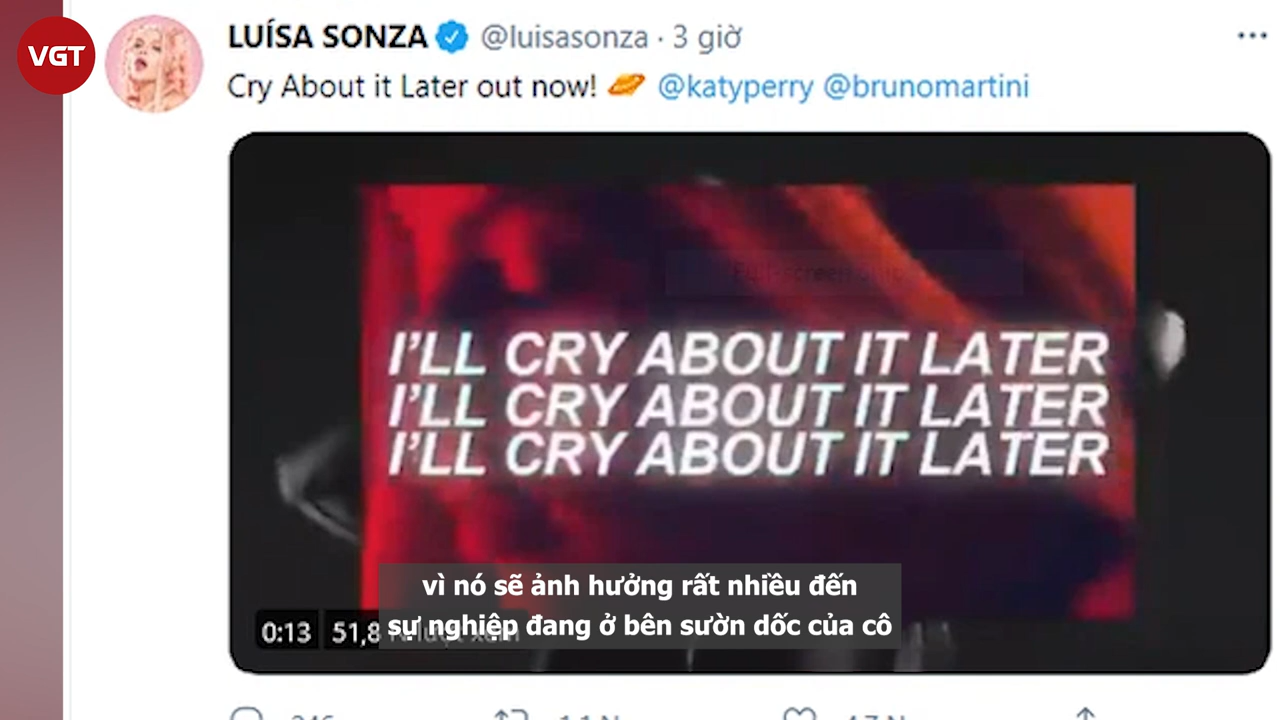 VGT
LUÍSA SONZA @luisasonza · 3 giờ
Cry About it Later out now! @katyperry @brunomartini
I'LL CRY ABOUT IT LATER
I'LL CRY ABOUT IT LATER
I'LL CRY ABOUT IT LATER
vì nó sẽ ảnh hưởng rất nhiều đến
sự nghiệp đang ở bên sườn dốc của cô
0:13 51,8